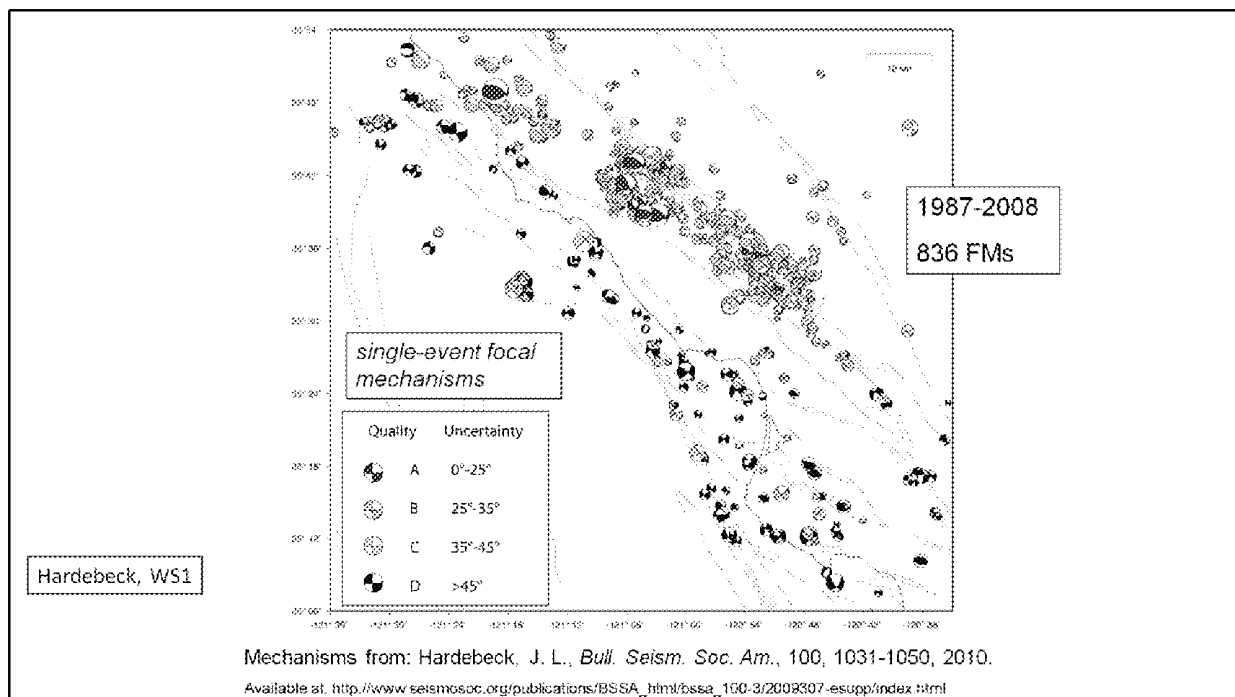 1987-2008
836 FMs
single-event focal
mechanisms
Quality Uncertainty
A 0°-25°
B 25°-35°
C 35°-45°
D >45°
Hardebeck, WS1
Mechanisms from: Hardebeck, J. L., Bull. Seism. Soc. Am., 100, 1031-1050, 2010.
Available at: http://www.seismosoc.org/publications/BSSA_html/bssa_100-3/2009307-esupp/index.html